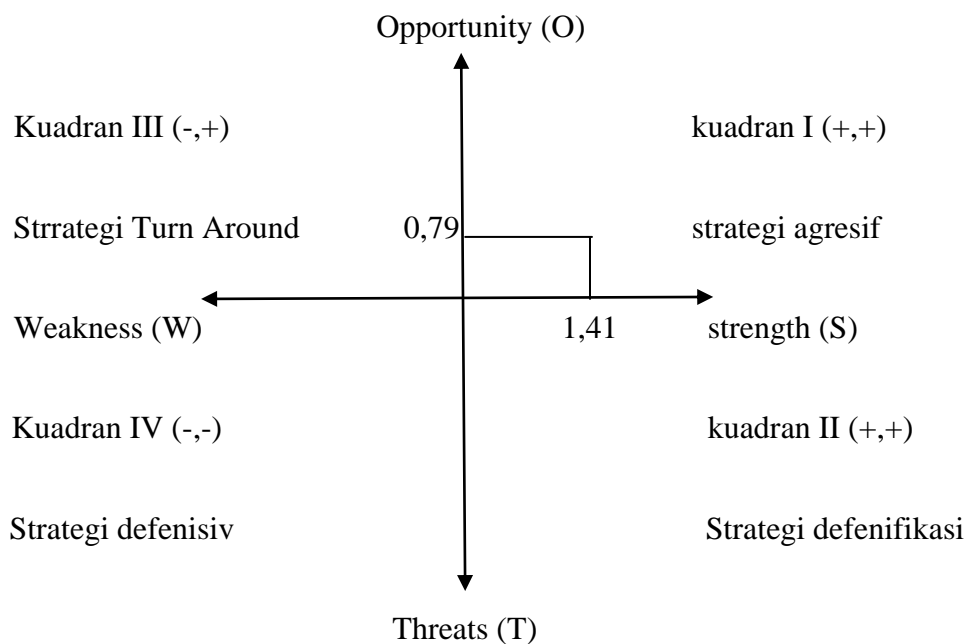 Opportunity (O)
Kuadran III (-,+) kuadran I (+,+)
Strrategi Turn Around 0,79 strategi agresif
Weakness (W) 1,41 strength (S)
Kuadran IV (-,-) kuadran II (+,+)
Strategi defenisiv Strategi defenifikasi
Threats (T)